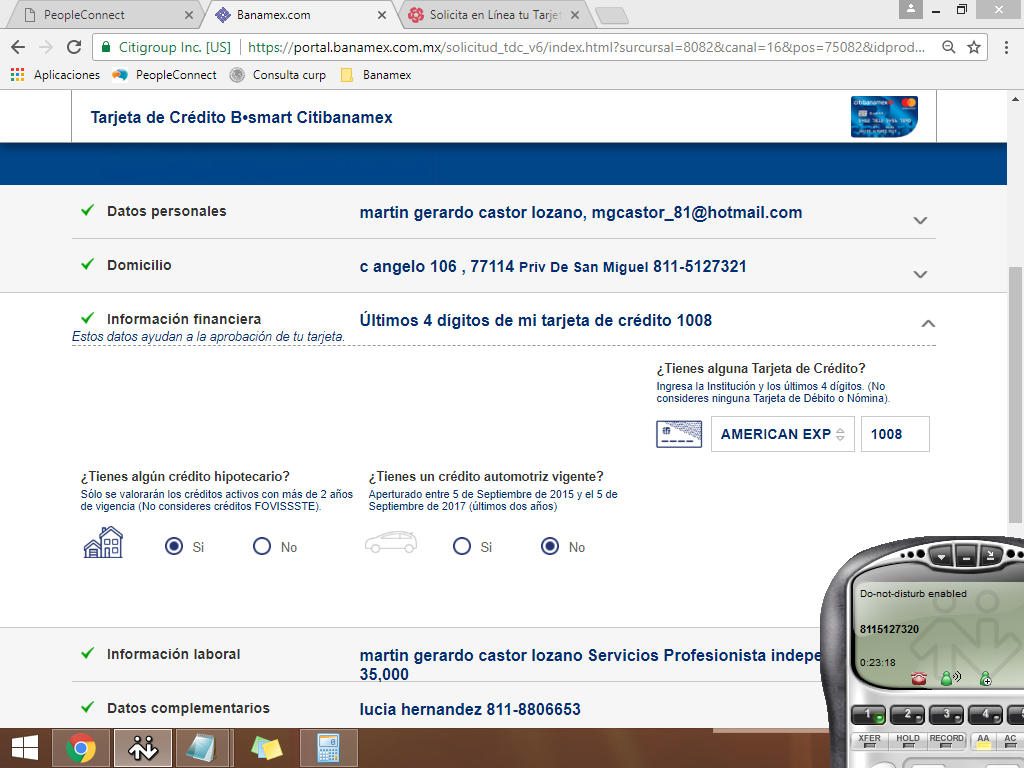 PeopleConnect
Banamex.com
Solicita en Línea tu Tarjet
Citigroup Inc. [US]
https://portal.banamex.com.mx/solicitud_tdc_v6/index.html?surcursal=8082&canal=16&pos=75082&idprod...
Aplicaciones
PeopleConnect
Consulta curp
Banamex
Tarjeta de Crédito B•smart Citibanamex
citibanamex
Datos personales
martin gerardo castor lozano, mgcastor_81@hotmail.com
Domicilio
c angelo 106 , 77114 Priv De San Miguel 811-5127321
Información financiera
Últimos 4 dígitos de mi tarjeta de crédito 1008
Estos datos ayudan a la aprobación de tu tarjeta.
¿Tienes alguna Tarjeta de Crédito?
Ingresa la Institución y los últimos 4 dígitos. (No
consideres ninguna Tarjeta de Débito o Nómina).
AMERICAN EXP
1008
¿Tienes algún crédito hipotecario?
Sólo se valorarán los créditos activos con más de 2 años
de vigencia (No consideres créditos FOVISSSTE).
Si
No
¿Tienes un crédito automotriz vigente?
Aperturado entre 5 de Septiembre de 2015 y el 5 de
Septiembre de 2017 (últimos dos años)
Si
No
Información laboral
martin gerardo castor lozano Servicios Profesionista indepe
35,000
Datos complementarios
lucia hernandez 811-8806653
Do-not-disturb enabled
8115127320
0:23:18
1
2
3
4
5
XFER
HOLD
RECORD
AA
AC